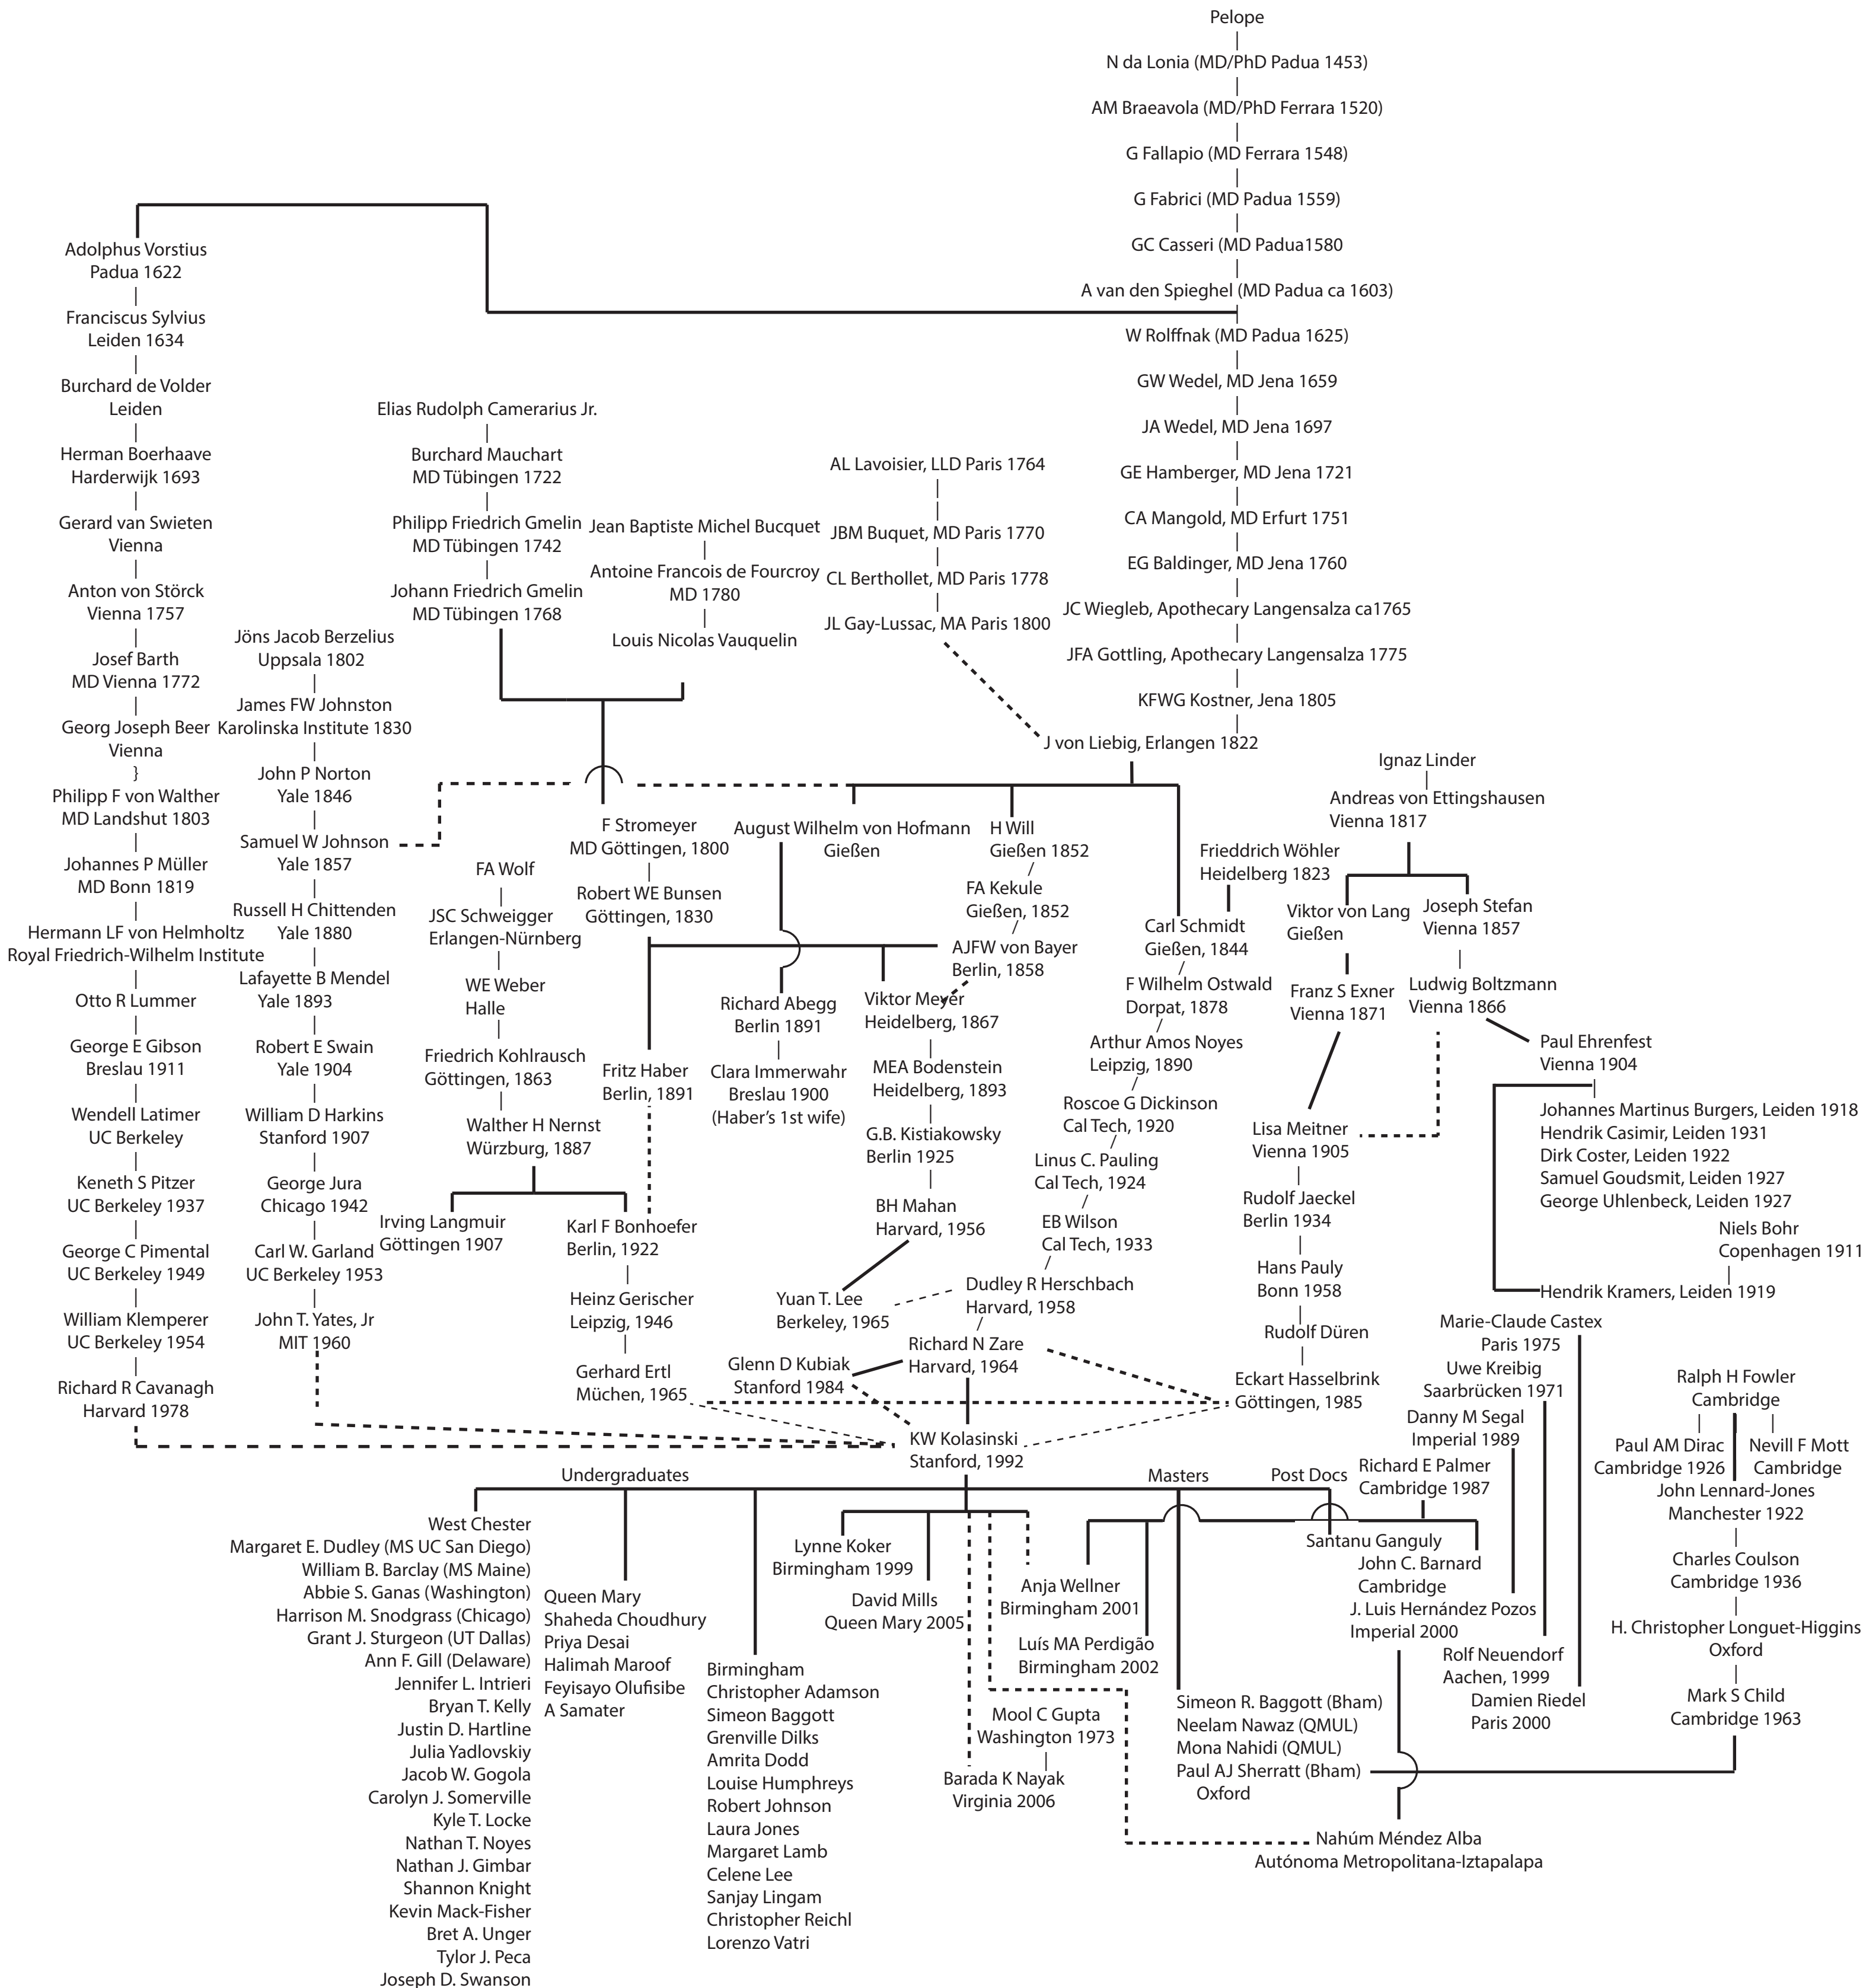 Pelope
N da Lonia (MD/PhD Padua 1453)
AM Braeavola (MD/PhD Ferrara 1520)
G Fallapio (MD Ferrara 1548)
G Fabrici (MD Padua 1559)
GC Casseri (MD Padua1580
A van den Spieghel (MD Padua ca 1603)
W Rolffnak (MD Padua 1625)
GW Wedel, MD Jena 1659
JA Wedel, MD Jena 1697
GE Hamberger, MD Jena 1721
CA Mangold, MD Erfurt 1751
EG Baldinger, MD Jena 1760
JC Wiegleb, Apothecary Langensalza ca1765
JFA Gottling, Apothecary Langensalza 1775
KFWG Kostner, Jena 1805
J von Liebig, Erlangen 1822
Adolphus Vorstius
Padua 1622
Franciscus Sylvius
Leiden 1634
Burchard de Volder
Leiden
Herman Boerhaave
Harderwijk 1693
Gerard van Swieten
Vienna
Anton von Störck
Vienna 1757
Josef Barth
MD Vienna 1772
Georg Joseph Beer
Vienna
}
Philipp F von Walther
MD Landshut 1803
Johannes P Müller
MD Bonn 1819
Hermann LF von Helmholtz
Royal Friedrich-Wilhelm Institute
Otto R Lummer
George E Gibson
Breslau 1911
Wendell Latimer
UC Berkeley
Keneth S Pitzer
UC Berkeley 1937
George C Pimental
UC Berkeley 1949
William Klemperer
UC Berkeley 1954
Richard R Cavanagh
Harvard 1978
Jöns Jacob Berzelius
Uppsala 1802
James FW Johnston
Karolinska Institute 1830
John P Norton
Yale 1846
Samuel W Johnson
Yale 1857
Russell H Chittenden
Yale 1880
Lafayette B Mendel
Yale 1893
Robert E Swain
Yale 1904
William D Harkins
Stanford 1907
George Jura
Chicago 1942
Carl W. Garland
UC Berkeley 1953
John T. Yates, Jr
MIT 1960
Elias Rudolph Camerarius Jr.
Burchard Mauchart
MD Tübingen 1722
Philipp Friedrich Gmelin
MD Tübingen 1742
Johann Friedrich Gmelin
MD Tübingen 1768
Jean Baptiste Michel Bucquet
Antoine Francois de Fourcroy
MD 1780
Louis Nicolas Vauquelin
AL Lavoisier, LLD Paris 1764
JBM Buquet, MD Paris 1770
CL Berthollet, MD Paris 1778
JL Gay-Lussac, MA Paris 1800
F Stromeyer
MD Göttingen, 1800
Robert WE Bunsen
Göttingen, 1830
FA Wolf
JSC Schweigger
Erlangen-Nürnberg
WE Weber
Halle
Friedrich Kohlrausch
Göttingen, 1863
Walther H Nernst
Würzburg, 1887
Irving Langmuir
Göttingen 1907
Karl F Bonhoefer
Berlin, 1922
Heinz Gerischer
Leipzig, 1946
Gerhard Ertl
Müchen, 1965
Fritz Haber
Berlin, 1891
August Wilhelm von Hofmann
Gießen
Richard Abegg
Berlin 1891
Clara Immerwahr
Breslau 1900
(Haber's 1st wife)
H Will
Gießen 1852
FA Kekule
Gießen, 1852
AJFW von Bayer
Berlin, 1858
Viktor Meyer
Heidelberg, 1867
MEA Bodenstein
Heidelberg, 1893
G.B. Kistiakowsky
Berlin 1925
BH Mahan
Harvard, 1956
Yuan T. Lee
Berkeley, 1965
Frieddrich Wöhler
Heidelberg 1823
Carl Schmidt
Gießen, 1844
F Wilhelm Ostwald
Dorpat, 1878
Arthur Amos Noyes
Leipzig, 1890
Roscoe G Dickinson
Cal Tech, 1920
Linus C. Pauling
Cal Tech, 1924
EB Wilson
Cal Tech, 1933
Dudley R Herschbach
Harvard, 1958
Richard N Zare
Harvard, 1964
Glenn D Kubiak
Stanford 1984
Ignaz Linder
Andreas von Ettingshausen
Vienna 1817
Viktor von Lang
Gießen
Joseph Stefan
Vienna 1857
Franz S Exner
Vienna 1871
Ludwig Boltzmann
Vienna 1866
Paul Ehrenfest
Vienna 1904
Johannes Martinus Burgers, Leiden 1918
Hendrik Casimir, Leiden 1931
Dirk Coster, Leiden 1922
Samuel Goudsmit, Leiden 1927
George Uhlenbeck, Leiden 1927
Niels Bohr
Copenhagen 1911
Hendrik Kramers, Leiden 1919
Lisa Meitner
Vienna 1905
Rudolf Jaeckel
Berlin 1934
Hans Pauly
Bonn 1958
Rudolf Düren
Eckart Hasselbrink
Göttingen, 1985
KW Kolasinski
Stanford, 1992
Marie-Claude Castex
Paris 1975
Uwe Kreibig
Saarbrücken 1971
Danny M Segal
Imperial 1989
Richard E Palmer
Cambridge 1987
Ralph H Fowler
Cambridge
Paul AM Dirac
Cambridge 1926
Nevill F Mott
Cambridge
John Lennard-Jones
Manchester 1922
Charles Coulson
Cambridge 1936
H. Christopher Longuet-Higgins
Oxford
Mark S Child
Cambridge 1963
Undergraduates
Masters
Post Docs
West Chester
Margaret E. Dudley (MS UC San Diego)
William B. Barclay (MS Maine)
Abbie S. Ganas (Washington)
Harrison M. Snodgrass (Chicago)
Grant J. Sturgeon (UT Dallas)
Ann F. Gill (Delaware)
Jennifer L. Intrieri
Bryan T. Kelly
Justin D. Hartline
Julia Yadlovskiy
Jacob W. Gogola
Carolyn J. Somerville
Kyle T. Locke
Nathan T. Noyes
Nathan J. Gimbar
Shannon Knight
Kevin Mack-Fisher
Bret A. Unger
Tylor J. Peca
Joseph D. Swanson
Queen Mary
Shaheda Choudhury
Priya Desai
Halimah Maroof
Feyisayo Olufisibe
A Samater
Birmingham
Christopher Adamson
Simeon Baggott
Grenville Dilks
Amrita Dodd
Louise Humphreys
Robert Johnson
Laura Jones
Margaret Lamb
Celene Lee
Sanjay Lingam
Christopher Reichl
Lorenzo Vatri
Lynne Koker
Birmingham 1999
David Mills
Queen Mary 2005
Anja Wellner
Birmingham 2001
Luís MA Perdigão
Birmingham 2002
Mool C Gupta
Washington 1973
Barada K Nayak
Virginia 2006
Simeon R. Baggott (Bham)
Neelam Nawaz (QMUL)
Mona Nahidi (QMUL)
Paul AJ Sherratt (Bham)
Oxford
Santanu Ganguly
John C. Barnard
Cambridge
J. Luis Hernández Pozos
Imperial 2000
Rolf Neuendorf
Aachen, 1999
Damien Riedel
Paris 2000
Nahúm Méndez Alba
Autónoma Metropolitana-Iztapalapa